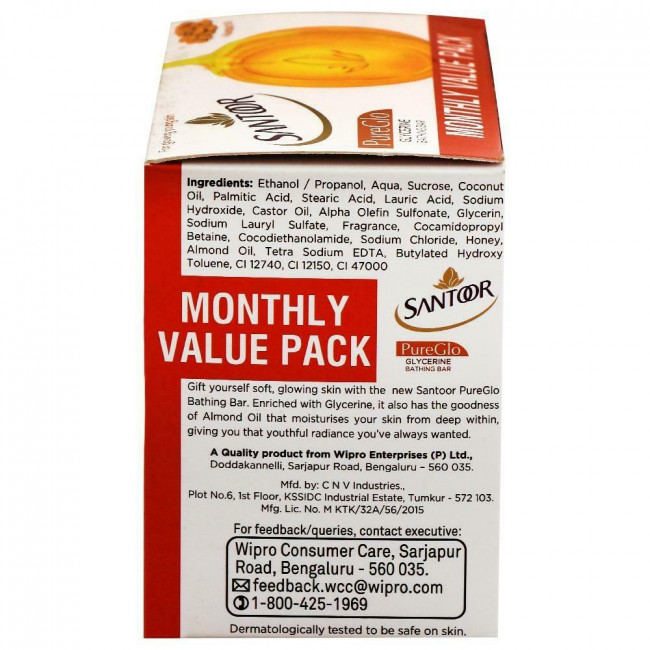 SANTOOR
PureGlo
GLYCERINE
BATHING BAR
MONTHLY VALUE PACK
Ingredients: Ethanol / Propanol, Aqua, Sucrose, Coconut
Oil, Palmitic Acid, Stearic Acid, Lauric Acid, Sodium
Hydroxide, Castor Oil, Alpha Olefin Sulfonate, Glycerin,
Sodium Lauryl Sulfate, Fragrance, Cocamidopropyl
Betaine, Cocodiethanolamide, Sodium Chloride, Honey,
Almond Oil, Tetra Sodium EDTA, Butylated Hydroxy
Toluene, CI 12740, CI 12150, CI 47000
MONTHLY
VALUE PACK
SANTOOR
PureGlo
GLYCERINE
BATHING BAR
Gift yourself soft, glowing skin with the new Santoor PureGlo
Bathing Bar. Enriched with Glycerine, it also has the goodness
of Almond Oil that moisturises your skin from deep within,
giving you that youthful radiance you've always wanted.
A Quality product from Wipro Enterprises (P) Ltd.,
Doddakannelli, Sarjapur Road, Bengaluru – 560 035.
Mfd. by: C N V Industries.,
Plot No.6, 1st Floor, KSSIDC Industrial Estate, Tumkur - 572 103.
Mfg. Lic. No. M KTK/32A/56/2015
For feedback/queries, contact executive:
Wipro Consumer Care, Sarjapur
Road, Bengaluru - 560 035.
feedback.wcc@wipro.com
1-800-425-1969
Dermatologically tested to be safe on skin.